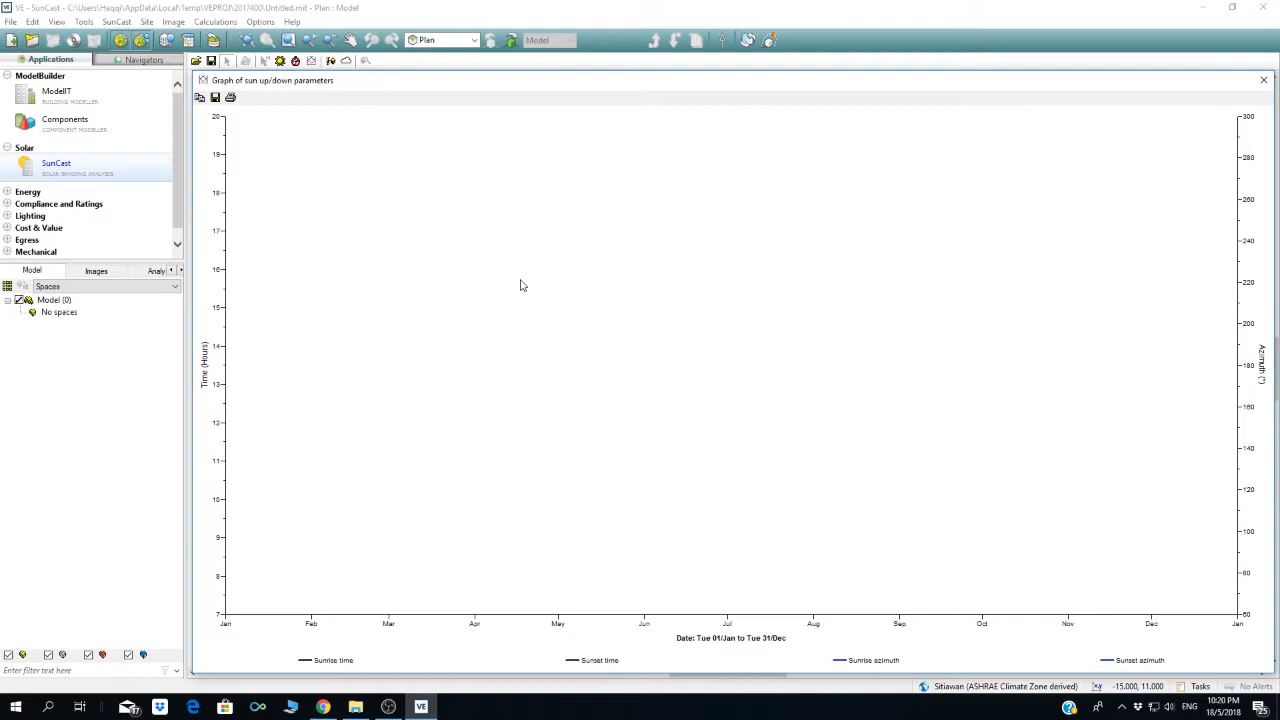 VE - SunCast - C:\Users\Haqqi\AppData\Local\Temp\VEPROJ\2017400\Untitled.mit - Plan : Model
File Edit View Tools SunCast Site Image Calculations Options Help
Plan
Model
Applications
Navigators
ModelBuilder
ModelIT
BUILDING MODELLER
Components
COMPONENT MODELLER
Solar
SunCast
SOLAR SHADING ANALYSIS
Energy
Compliance and Ratings
Lighting
Cost & Value
Egress
Mechanical
Model Images Analy
Spaces
Model (0)
No spaces
Enter filter text here
Graph of sun up/down parameters
20
19
18
17
16
15
14
13
12
11
10
9
8
7
Time (Hours)
300
280
260
240
220
200
180
160
140
120
100
80
60
Azimuth (°)
Jan Feb Mar Apr May Jun Jul Aug Sep Oct Nov Dec Jan
Date: Tue 01/Jan to Tue 31/Dec
Sunrise time Sunset time Sunrise azimuth Sunset azimuth
Sitiawan (ASHRAE Climate Zone derived) -15.000, 11.000 Tasks No Alerts
VE
ENG
10:20 PM
18/5/2018
25